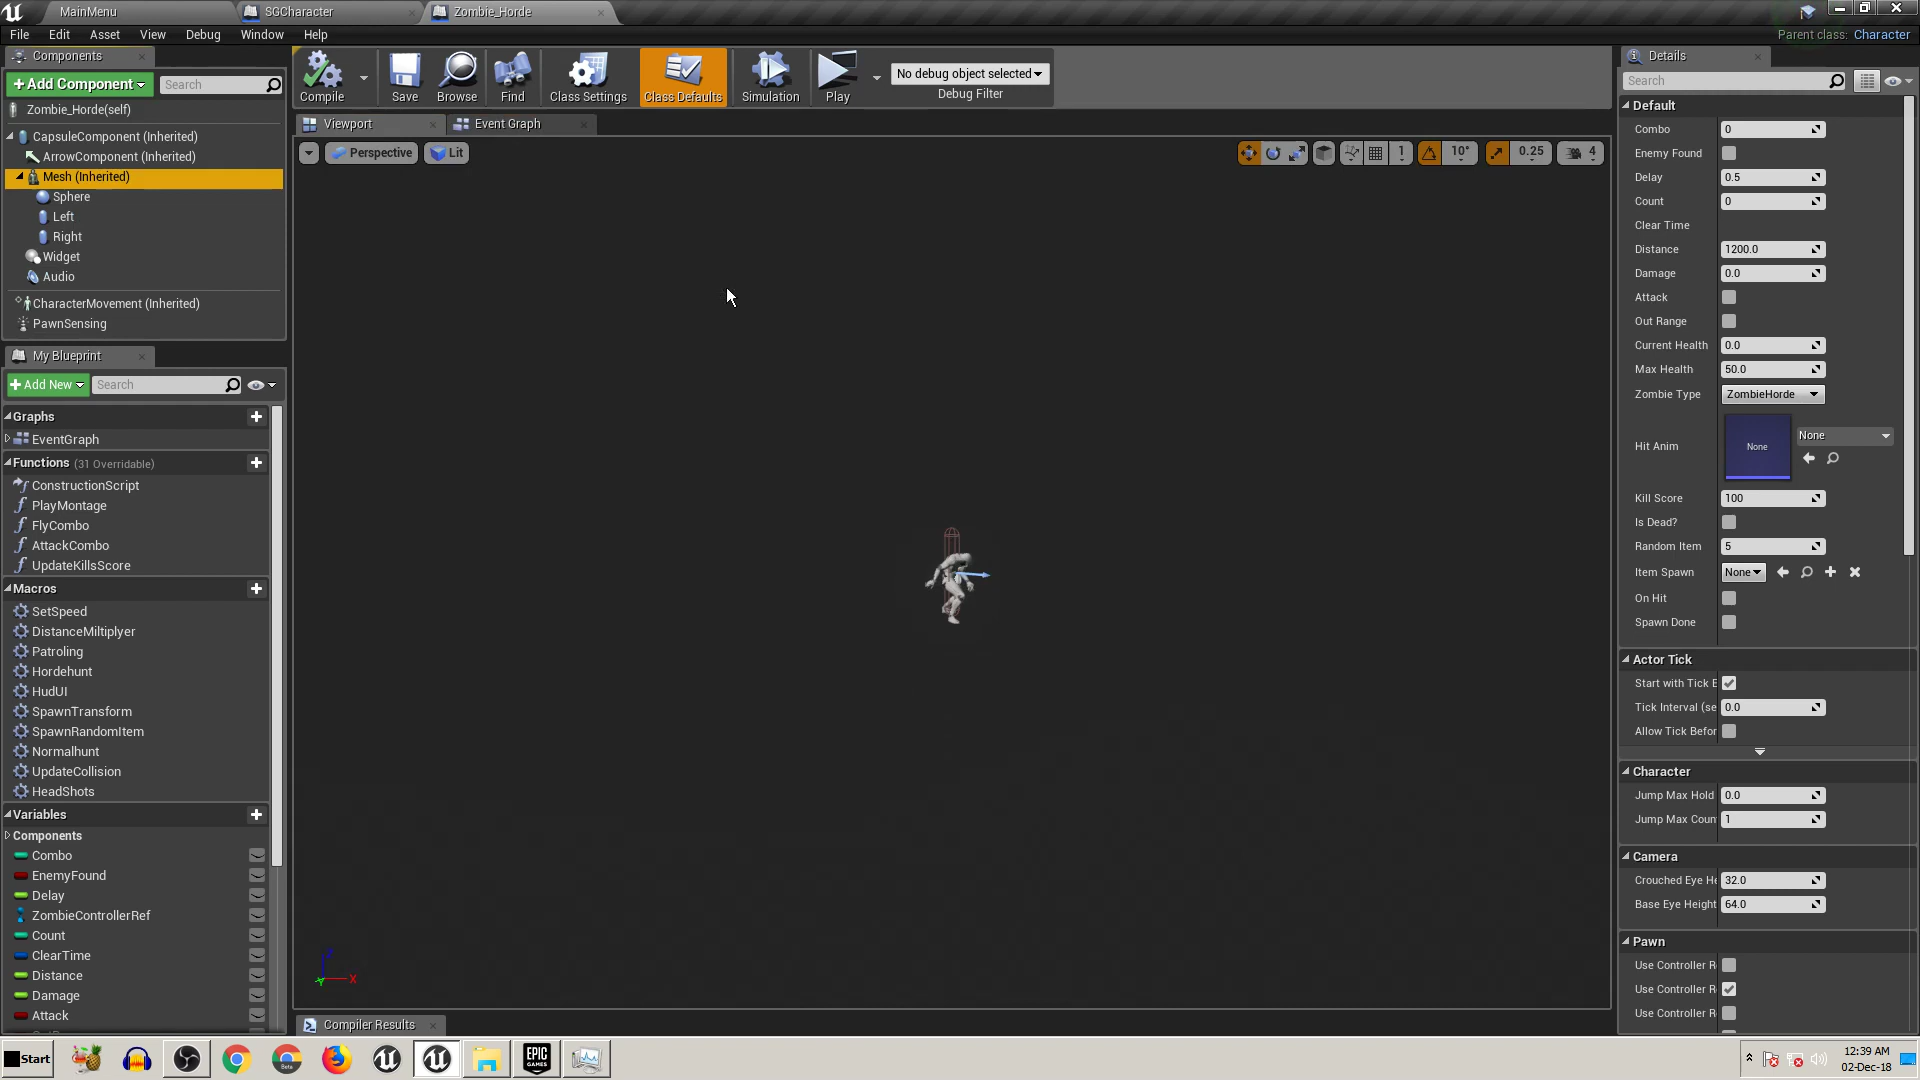 MainMenu
SGCharacter
Zombie_Horde
File
Edit
Asset
View
Debug
Window
Help
Parent class: Character
Components
+Add Component
Search
Zombie_Horde(self)
CapsuleComponent (Inherited)
ArrowComponent (Inherited)
Mesh (Inherited)
Sphere
Left
Right
Widget
Audio
CharacterMovement (Inherited)
PawnSensing
My Blueprint
+Add New
Search
Graphs
EventGraph
Functions (31 Overridable)
ConstructionScript
PlayMontage
FlyCombo
AttackCombo
UpdateKillsScore
Macros
SetSpeed
DistanceMiltiplyer
Patroling
Hordehunt
HudUI
SpawnTransform
SpawnRandomItem
Normalhunt
UpdateCollision
HeadShots
Variables
Components
Combo
EnemyFound
Delay
ZombieControllerRef
Count
ClearTime
Distance
Damage
Attack
Compile
Save
Browse
Find
Class Settings
Class Defaults
Simulation
Play
No debug object selected
Debug Filter
Viewport
Event Graph
Perspective
Lit
1
10°
0.25
4
X
Compiler Results
Details
Search
Default
Combo 0
Enemy Found
Delay 0.5
Count 0
Clear Time
Distance 1200.0
Damage 0.0
Attack
Out Range
Current Health 0.0
Max Health 50.0
Zombie Type ZombieHorde
Hit Anim None None
Kill Score 100
Is Dead?
Random Item 5
Item Spawn None
On Hit
Spawn Done
Actor Tick
Start with Tick E
Tick Interval (se 0.0
Allow Tick Befor
Character
Jump Max Hold 0.0
Jump Max Coun 1
Camera
Crouched Eye He 32.0
Base Eye Height 64.0
Pawn
Use Controller R
Use Controller R
Use Controller R
Start
Beta
EPIC
GAMES
12:39 AM
02-Dec-18